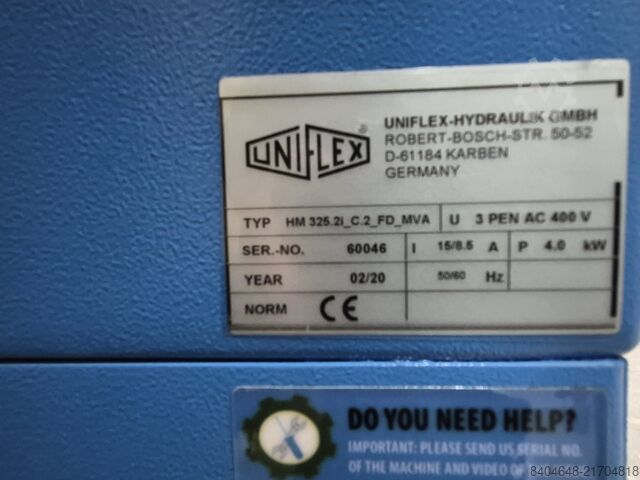 UNIFLEX®
UNIFLEX-HYDRAULIK GMBH
ROBERT-BOSCH-STR. 50-52
D-61184 KARBEN
GERMANY
TYP HM 325.2i_C.2_FD_MVA U 3 PEN AC 400 V
SER.-NO. 60046 I 15/8.5 A P 4.0 kW
YEAR 02/20 50/60 Hz
NORM CE
DO YOU NEED HELP?
IMPORTANT: PLEASE SEND US SERIAL NO.
OF THE MACHINE AND VIDEO OF
8404648-21704818